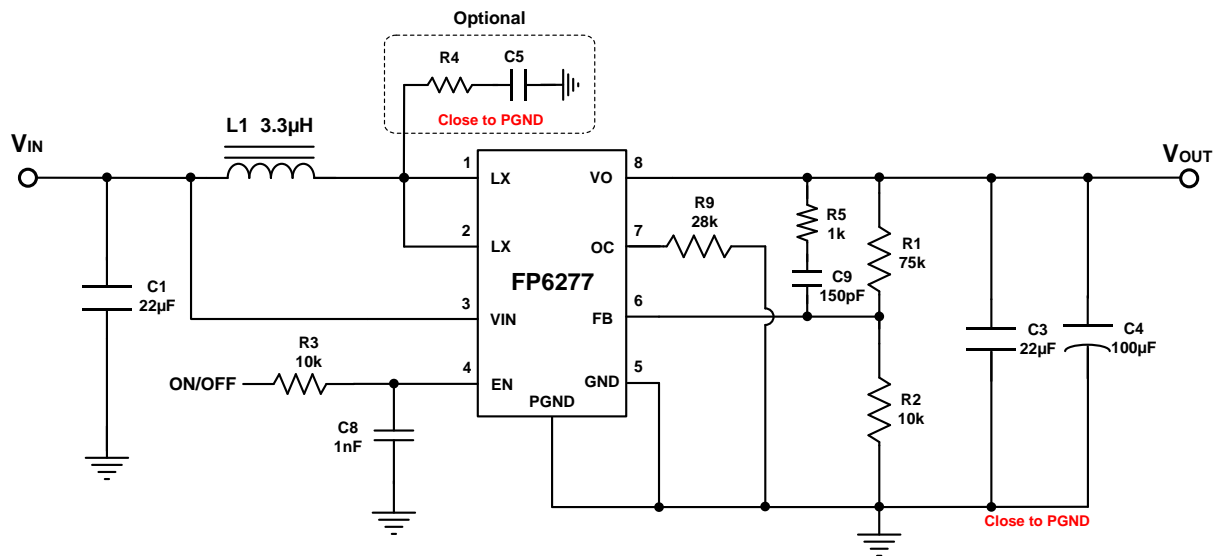 Optional
R4
C5
Close to PGND
L1 3.3µH
VIN
VOUT
1
LX
VO
8
R9
28k
R5
1k
2
LX
OC
7
R1
75k
FP6277
C9
150pF
C1
22µF
3
VIN
FB
6
R3
10k
C3
22µF
C4
100µF
ON/OFF
4
EN
GND
5
PGND
R2
10k
C8
1nF
Close to PGND